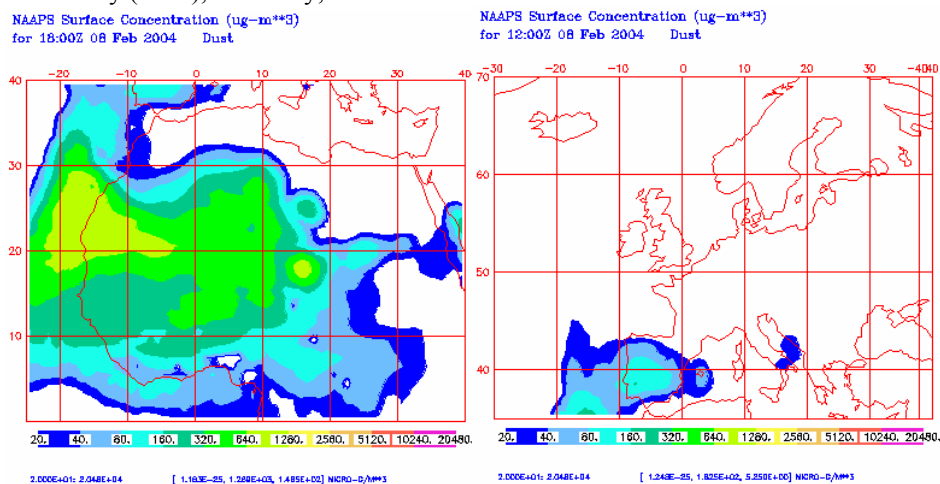 NAAPS Surface Concentration (ug-m**3)
for 18:00Z 08 Feb 2004 Dust
-20 -10 0 10 20 30 40
40
30
20
10
20. 40. 80. 160. 320. 640. 1280. 2560. 5120. 10240. 20480.
2.000E+01: 2.048E+04
NAAPS Surface Concentration (ug-m**3)
for 12:00Z 08 Feb 2004 Dust
-30 -20 -10 0 10 20 30
70
60
50
40
20. 40. 80. 160. 320. 640. 1280. 2560. 5120. 10240. 20480.
2.000E+01: 2.048E+04